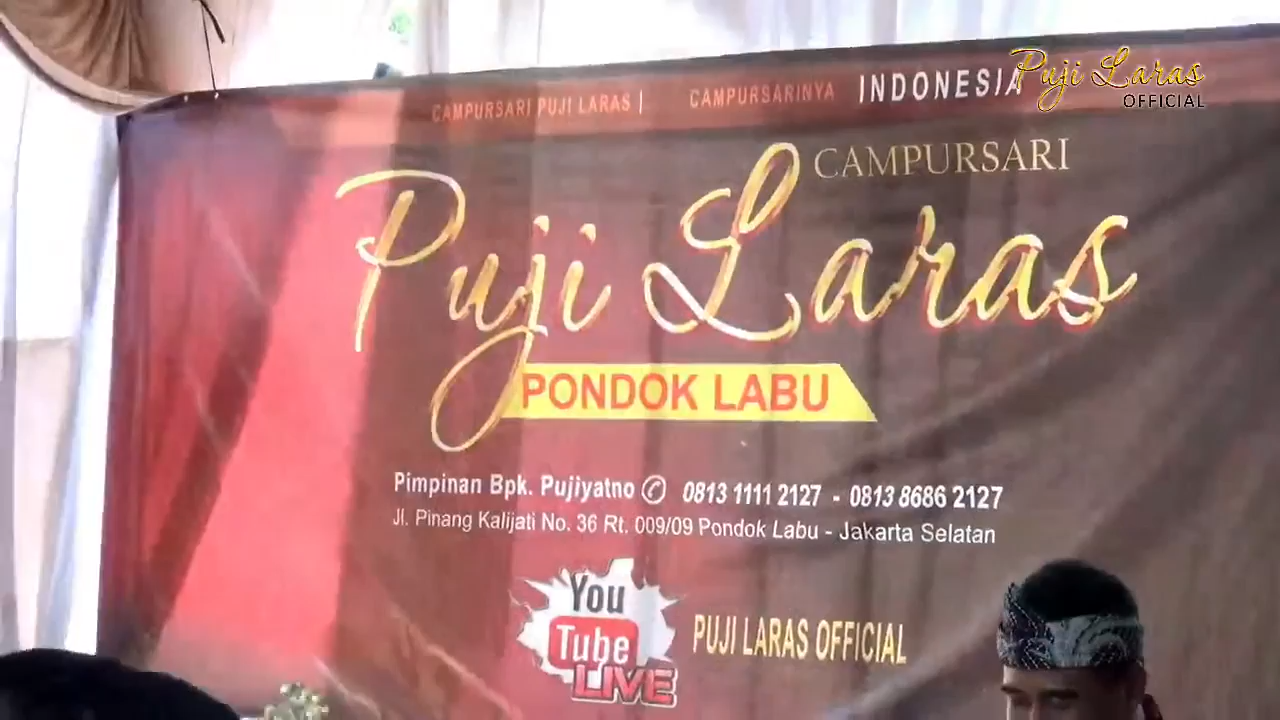 Puji Laras
OFFICIAL
CAMPURSARI PUJI LARAS | CAMPURSARINYA INDONESIA
CAMPURSARI
Puji Laras
PONDOK LABU
Pimpinan Bpk. Pujiyatno 0813 1111 2127 - 0813 8686 2127
Jl. Pinang Kalijati No. 36 Rt. 009/09 Pondok Labu - Jakarta Selatan
You
Tube
LIVE
PUJI LARAS OFFICIAL